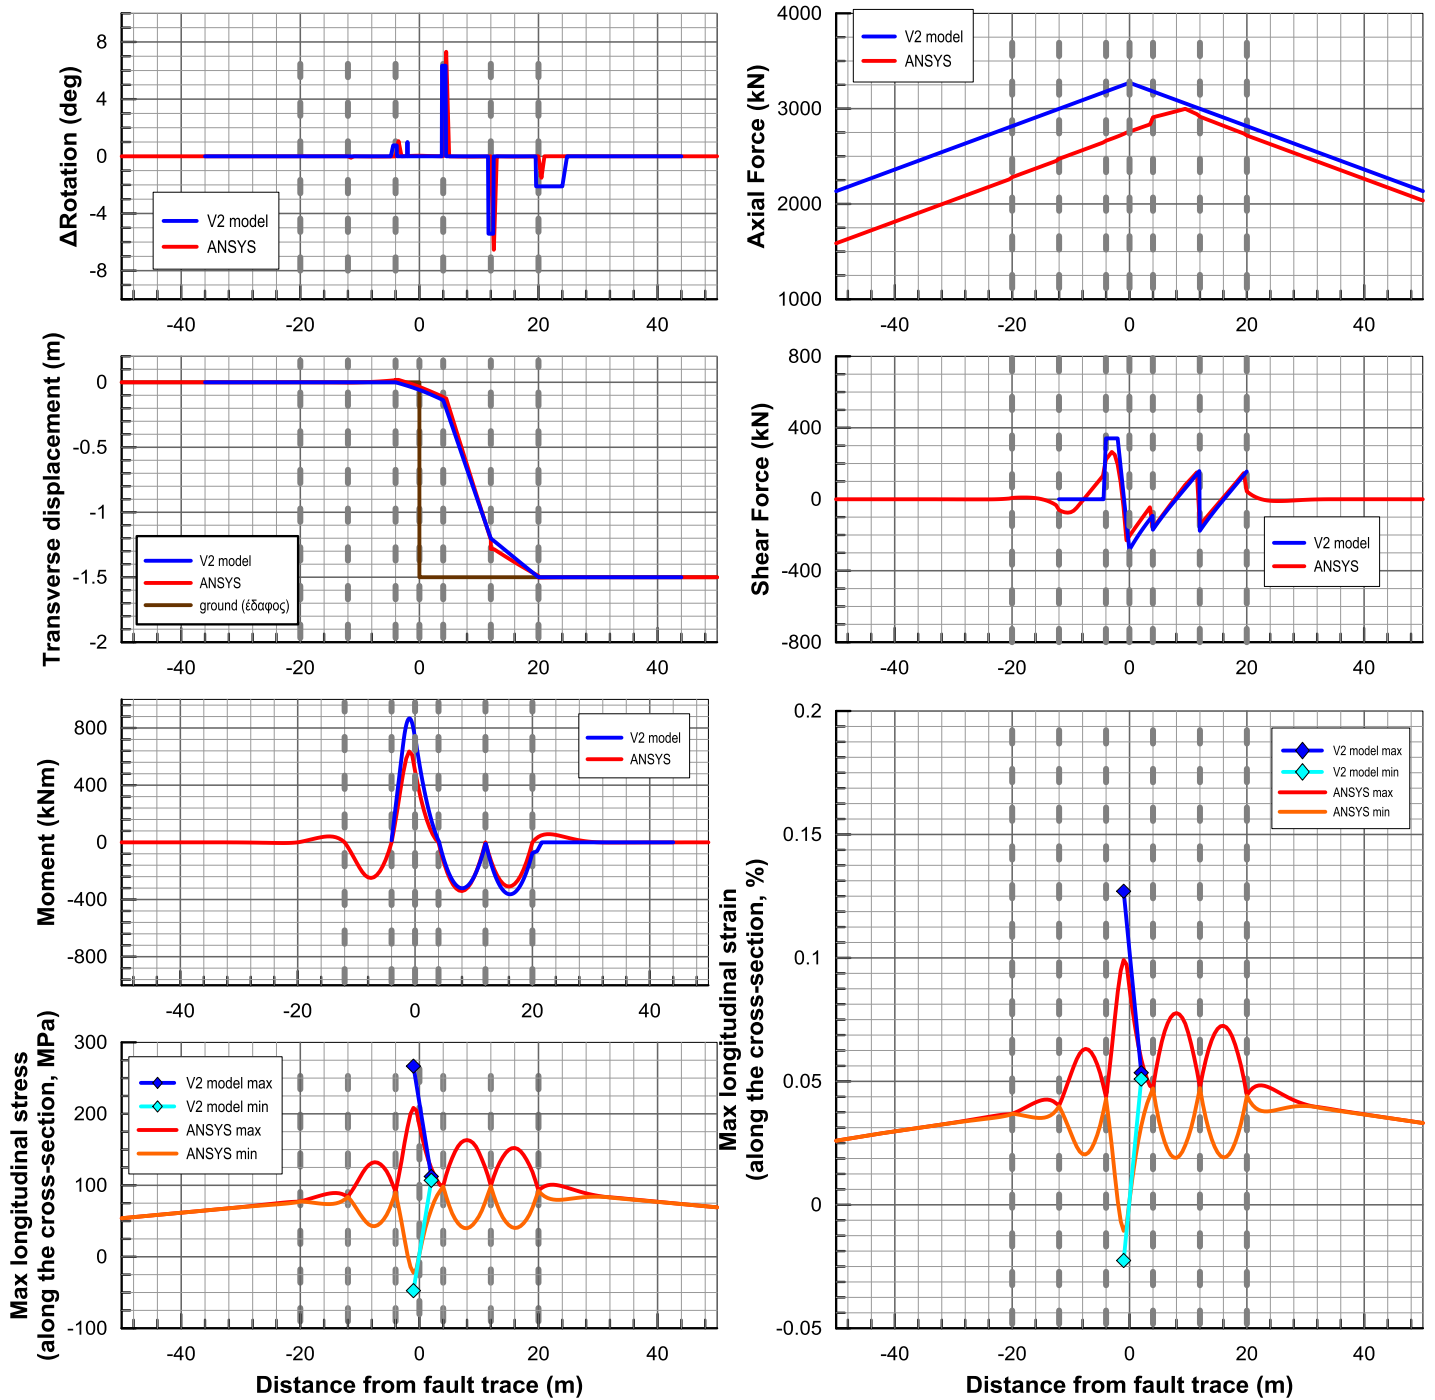 ΔRotation (deg)
8
4
0
-4
-8
V2 model
ANSYS
-40
-20
0
20
40
Axial Force (kN)
4000
3000
2000
1000
V2 model
ANSYS
-40
-20
0
20
40
Transverse displacement (m)
0
-0.5
-1
-1.5
-2
V2 model
ANSYS
ground (έδαφος)
-40
-20
0
20
40
Shear Force (kN)
800
400
0
-400
-800
V2 model
ANSYS
-40
-20
0
20
40
Moment (kNm)
800
400
0
-400
-800
V2 model
ANSYS
-40
-20
0
20
40
Max longitudinal stress
(along the cross-section, MPa)
300
200
100
0
-100
V2 model max
V2 model min
ANSYS max
ANSYS min
-40
-20
0
20
40
Distance from fault trace (m)
Max longitudinal strain
(along the cross-section, %)
0.2
0.15
0.1
0.05
0
-0.05
V2 model max
V2 model min
ANSYS max
ANSYS min
-40
-20
0
20
40
Distance from fault trace (m)